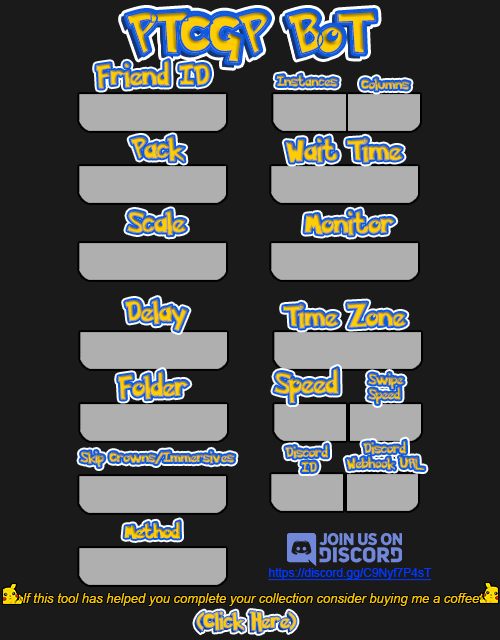 PTCGP BoT
Friend ID
Instances
Columns
Pack
Wait Time
Scale
Monitor
Delay
Time Zone
Folder
Speed
Swipe
Speed
Skip Crowns/Immersives
Discord
ID
Discord
Webhook URL
Method
JOIN US ON
DISCORD
https://discord.gg/C9Nyf7P4sT
If this tool has helped you complete your collection consider buying me a coffee!
(Click Here)